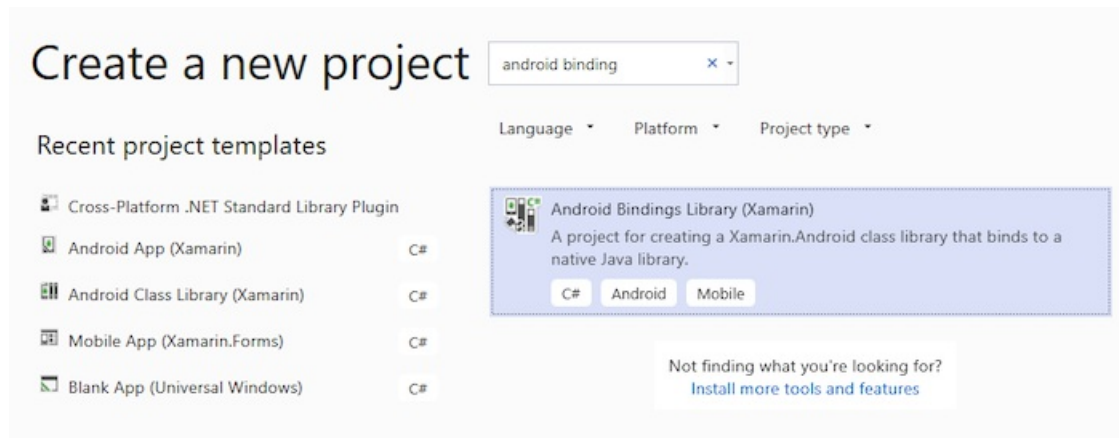 Create a new project
android binding
Language
Platform
Project type
Recent project templates
Cross-Platform .NET Standard Library Plugin
Android App (Xamarin)
C#
Android Class Library (Xamarin)
C#
Mobile App (Xamarin.Forms)
C#
Blank App (Universal Windows)
C#
C#
Android Bindings Library (Xamarin)
A project for creating a Xamarin.Android class library that binds to a
native Java library.
C#
Android
Mobile
Not finding what you're looking for?
Install more tools and features